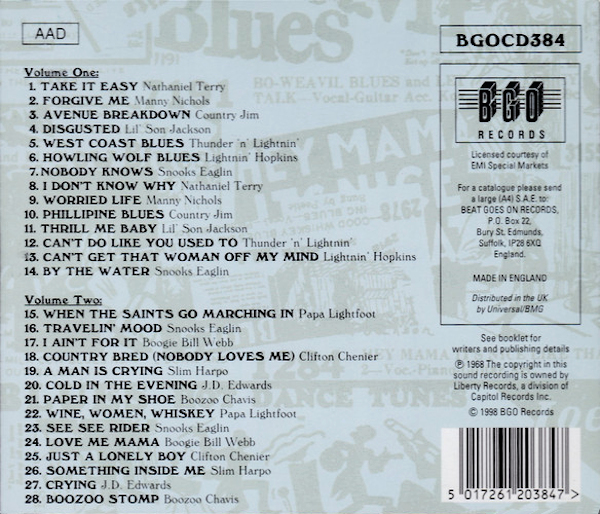 AAD
BGOCD384
Blues
BO-WEAVIL BLUES and
TALK—Vocal-Guitar Acc.
Volume One:
1. TAKE IT EASY Nathaniel Terry
2. FORGIVE ME Manny Nichols
3. AVENUE BREAKDOWN Country Jim
4. DISGUSTED Lil' Son Jackson
5. WEST COAST BLUES Thunder 'n' Lightnin'
6. HOWLING WOLF BLUES Lightnin' Hopkins
7. NOBODY KNOWS Snooks Eaglin
8. I DON'T KNOW WHY Nathaniel Terry
9. WORRIED LIFE Manny Nichols
10. PHILLIPINE BLUES Country Jim
11. THRILL ME BABY Lil' Son Jackson
12. CAN'T DO LIKE YOU USED TO Thunder 'n' Lightnin'
13. CAN'T GET THAT WOMAN OFF MY MIND Lightnin' Hopkins
14. BY THE WATER Snooks Eaglin
Volume Two:
15. WHEN THE SAINTS GO MARCHING IN Papa Lightfoot
16. TRAVELIN' MOOD Snooks Eaglin
17. I AIN'T FOR IT Boogie Bill Webb
18. COUNTRY BRED (NOBODY LOVES ME) Clifton Chenier
19. A MAN IS CRYING Slim Harpo
20. COLD IN THE EVENING J.D. Edwards
21. PAPER IN MY SHOE Boozoo Chavis
22. WINE, WOMEN, WHISKEY Papa Lightfoot
23. SEE SEE RIDER Snooks Eaglin
24. LOVE ME MAMA Boogie Bill Webb
25. JUST A LONELY BOY Clifton Chenier
26. SOMETHING INSIDE ME Slim Harpo
27. CRYING J.D. Edwards
28. BOOZOO STOMP Boozoo Chavis
DANCE TUNES
BGO
RECORDS
Licensed courtesy of
EMI Special Markets
For a catalogue please send
a large (A4) S.A.E. to:
BEAT GOES ON RECORDS,
P.O. Box 22,
Bury St. Edmunds,
Suffolk, IP28 6XQ
England.
MADE IN ENGLAND
Distributed in the UK
by Universal/BMG
See booklet for
writers and publishing details
℗ 1968 The copyright in this
sound recording is owned by
Liberty Records, a division of
Capitol Records Inc.
© 1998 BGO Records
5 017261 203847 >